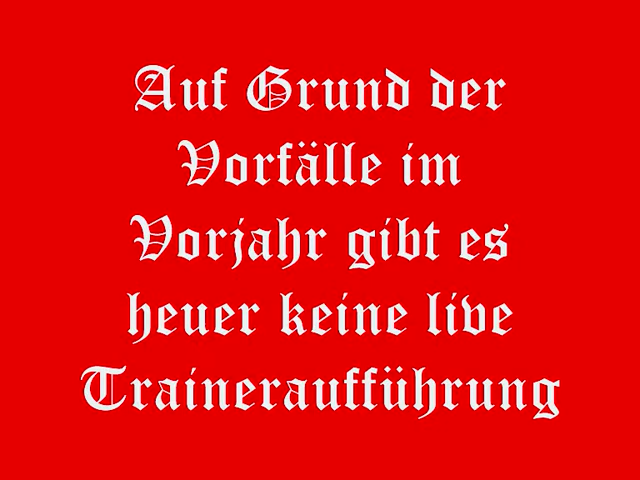 Auf Grund der
Vorfälle im
Vorjahr gibt es
heuer keine live
Traineraufführung